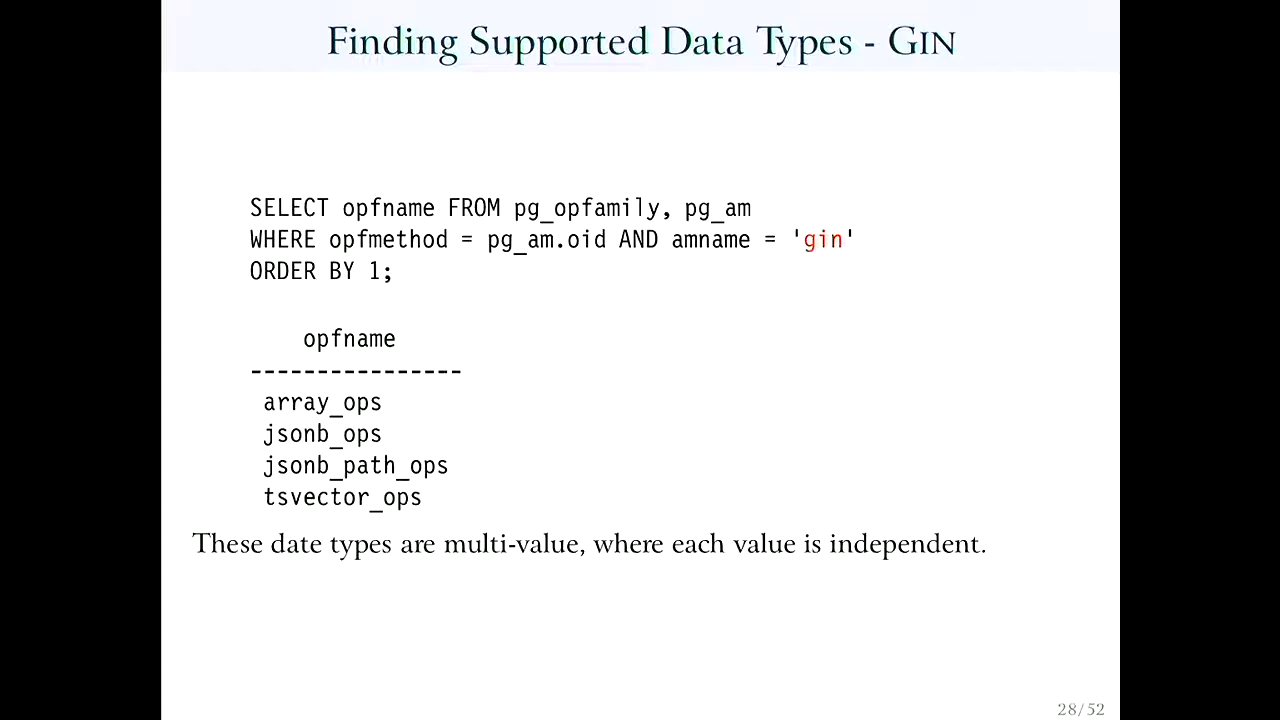 Finding Supported Data Types - GIN
SELECT opfname FROM pg_opfamily, pg_am
WHERE opfmethod = pg_am.oid AND amname = 'gin'
ORDER BY 1;
opfname
----------------
array_ops
jsonb_ops
jsonb_path_ops
tsvector_ops
These date types are multi-value, where each value is independent.
28/52